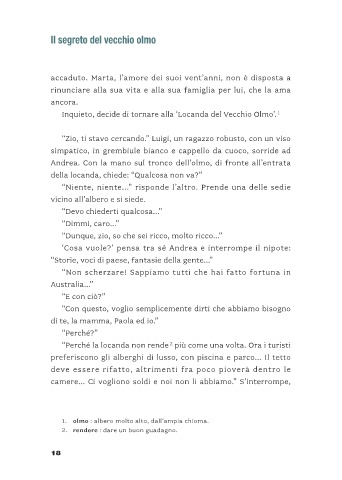 Il segreto del vecchio olmo
accaduto. Marta, l'amore dei suoi vent'anni, non è disposta a
rinunciare alla sua vita e alla sua famiglia per lui, che la ama
ancora.
Inquieto, decide di tornare alla 'Locanda del Vecchio Olmo'.1
"Zio, ti stavo cercando." Luigi, un ragazzo robusto, con un viso
simpatico, in grembiule bianco e cappello da cuoco, sorride ad
Andrea. Con la mano sul tronco dell'olmo, di fronte all'entrata
della locanda, chiede: "Qualcosa non va?"
"Niente, niente..." risponde l'altro. Prende una delle sedie
vicino all'albero e si siede.
"Devo chiederti qualcosa..."
"Dimmi, caro..."
"Dunque, zio, so che sei ricco, molto ricco..."
'Cosa vuole?' pensa tra sé Andrea e interrompe il nipote:
"Storie, voci di paese, fantasie della gente..."
"Non scherzare! Sappiamo tutti che hai fatto fortuna in
Australia..."
"E con ciò?"
"Con questo, voglio semplicemente dirti che abbiamo bisogno
di te, la mamma, Paola ed io."
"Perché?"
"Perché la locanda non rende2 più come una volta. Ora i turisti
preferiscono gli alberghi di lusso, con piscina e parco... Il tetto
deve essere rifatto, altrimenti fra poco pioverà dentro le
camere... Ci vogliono soldi e noi non li abbiamo." S'interrompe,
1. olmo : albero molto alto, dall'ampia chioma.
2. rendere : dare un buon guadagno.
18